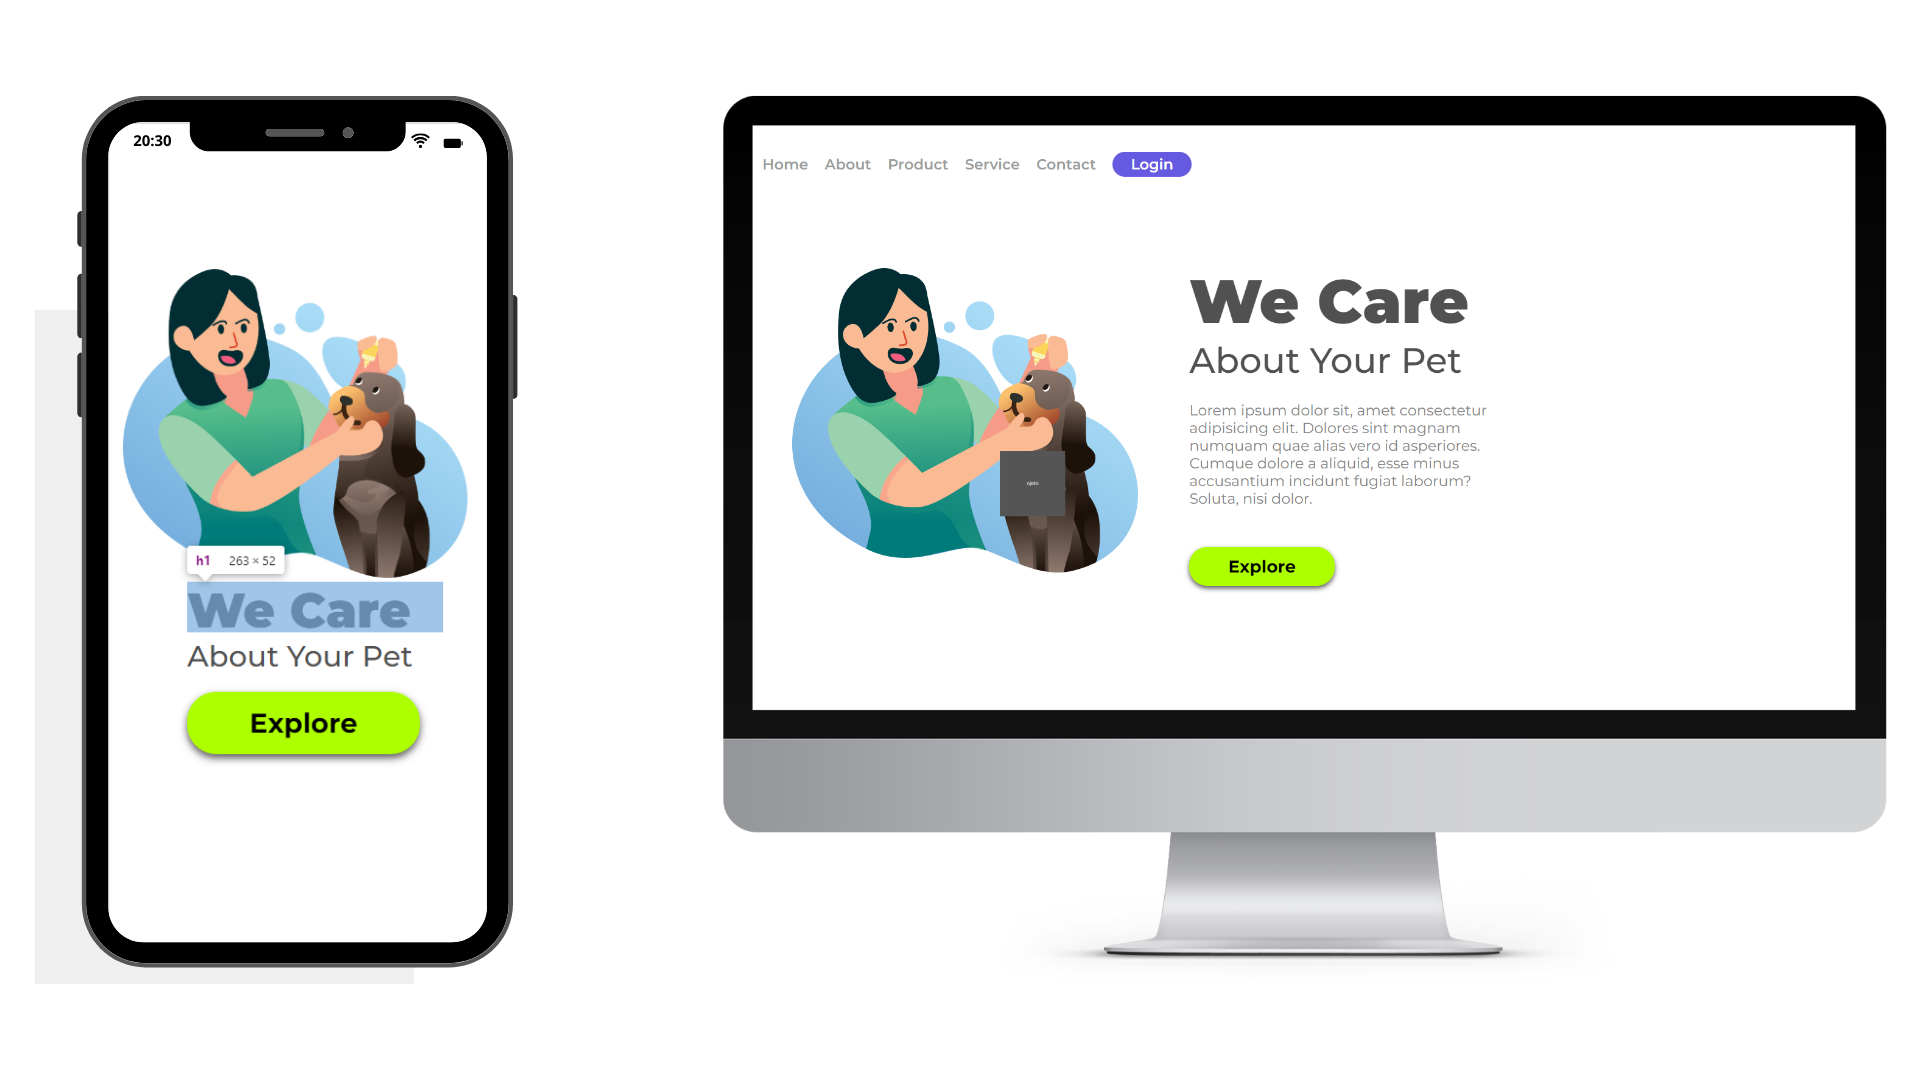 20:30
h1 263 × 52
We Care
About Your Pet
Explore
Home About Product Service Contact Login
We Care
About Your Pet
Lorem ipsum dolor sit, amet consectetur
adipisicing elit. Dolores sint magnam
numquam quae alias vero id asperiores.
Cumque dolore a aliquid, esse minus
accusantium incidunt fugiat laborum?
Soluta, nisi dolor.
Explore